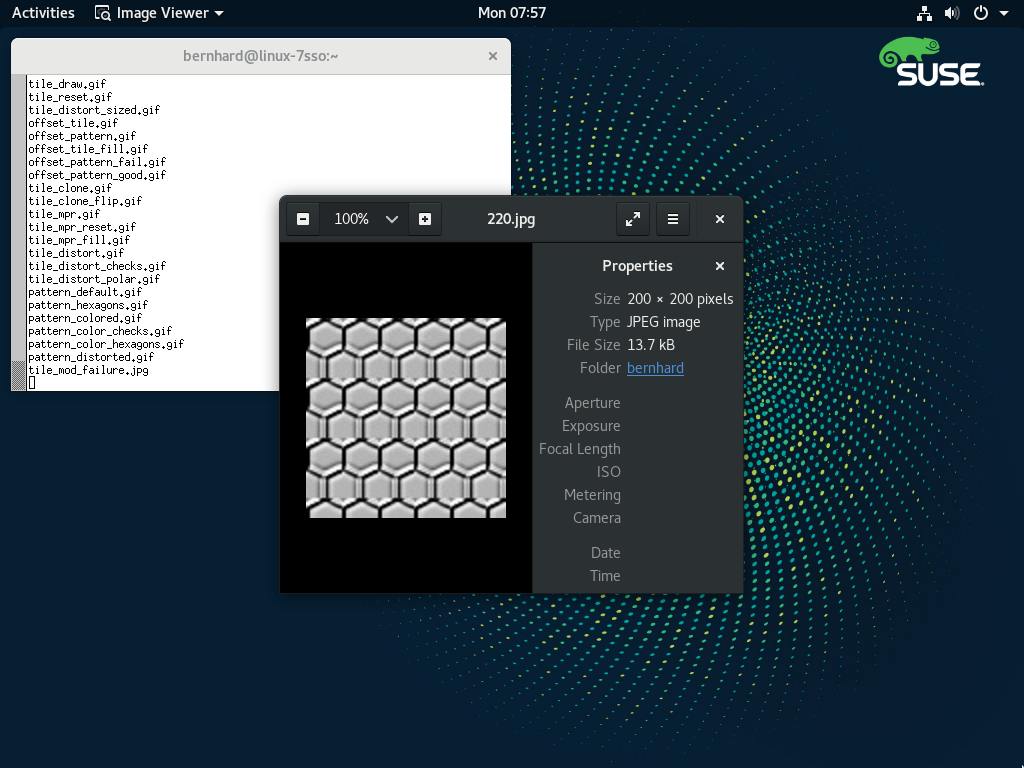 Activities Image Viewer Mon 07:57
bernhard@linux-7sso:~
tile_draw.gif
tile_reset.gif
tile_distort_sized.gif
offset_tile.gif
offset_pattern.gif
offset_tile_fill.gif
offset_pattern_fail.gif
offset_pattern_good.gif
tile_clone.gif
tile_clone_flip.gif
tile_mpr.gif
tile_mpr_reset.gif
tile_mpr_fill.gif
tile_distort.gif
tile_distort_checks.gif
tile_distort_polar.gif
pattern_default.gif
pattern_hexagons.gif
pattern_colored.gif
pattern_color_checks.gif
pattern_color_hexagons.gif
pattern_distorted.gif
tile_mod_failure.jpg
100% 220.jpg
Properties
Size 200 × 200 pixels
Type JPEG image
File Size 13.7 kB
Folder bernhard
Aperture
Exposure
Focal Length
ISO
Metering
Camera
Date
Time
SUSE